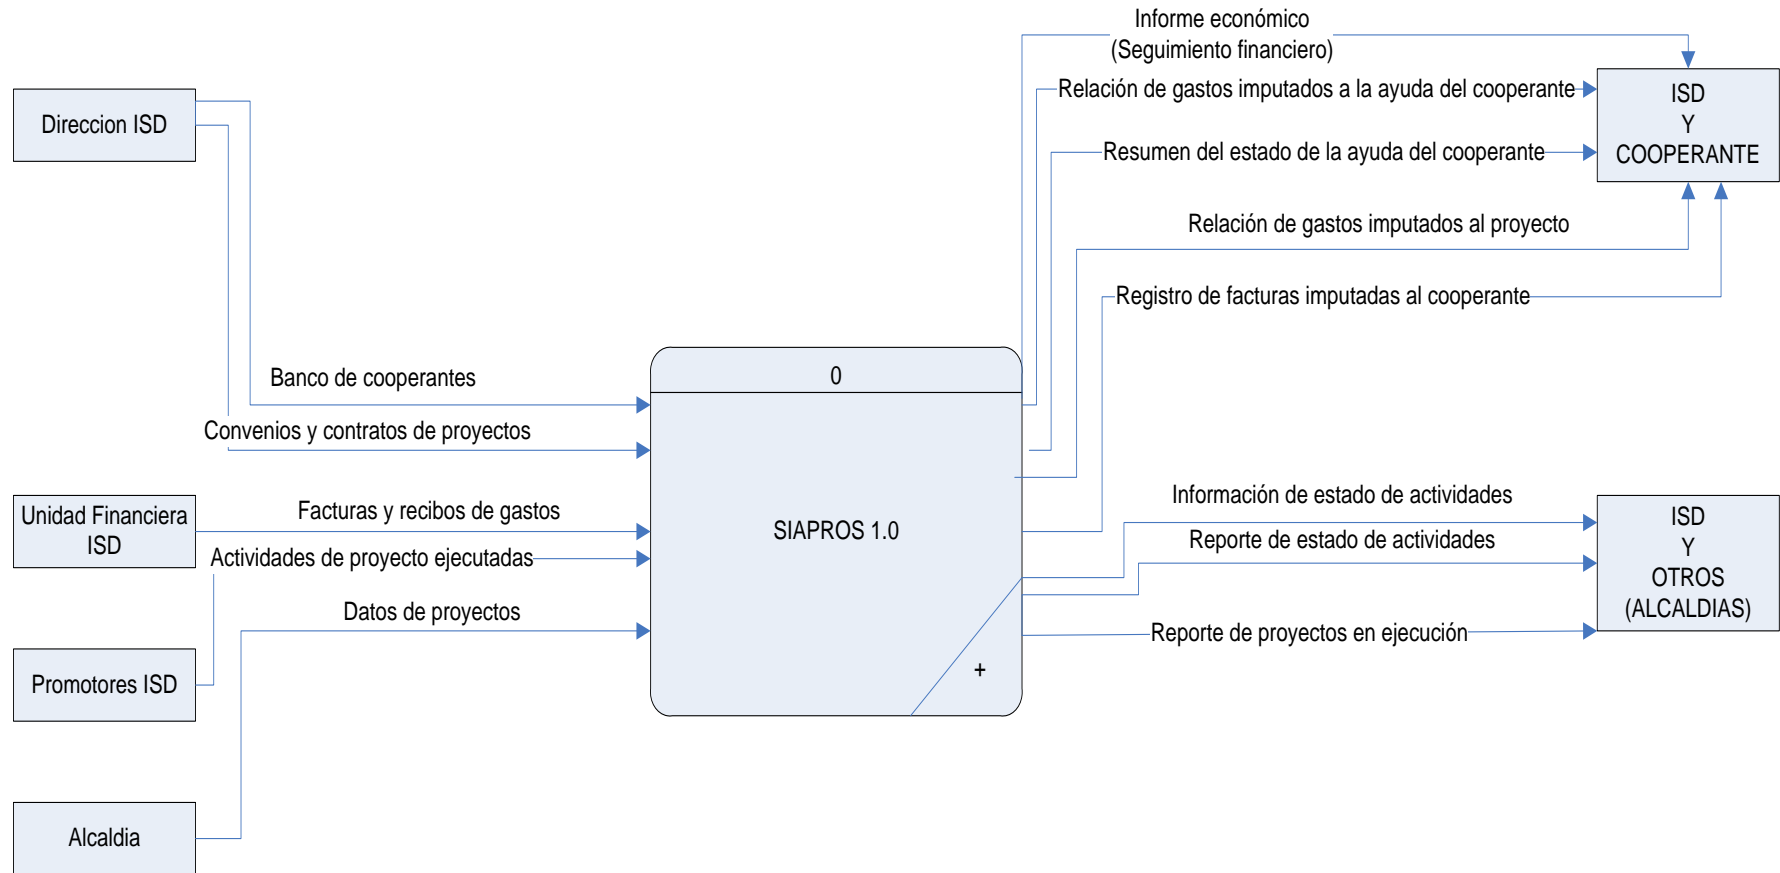 Informe económico
(Seguimiento financiero)
Relación de gastos imputados a la ayuda del cooperante
Resumen del estado de la ayuda del cooperante
Relación de gastos imputados al proyecto
Registro de facturas imputadas al cooperante
ISD
Y
COOPERANTE
Direccion ISD
Banco de cooperantes
Convenios y contratos de proyectos
Unidad Financiera
ISD
Facturas y recibos de gastos
Actividades de proyecto ejecutadas
Datos de proyectos
Promotores ISD
Alcaldia
0
SIAPROS 1.0
+
Información de estado de actividades
Reporte de estado de actividades
Reporte de proyectos en ejecución
ISD
Y
OTROS
(ALCALDIAS)